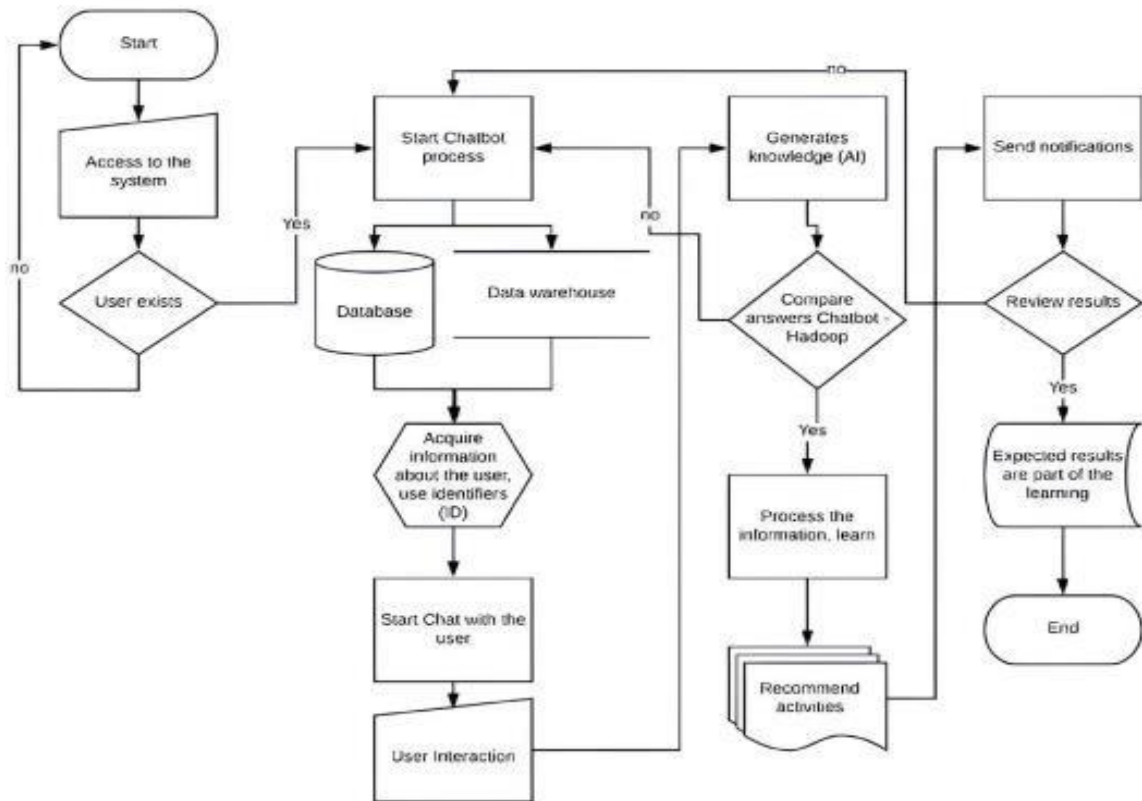 Start
Access to the
system
no
User exists
Yes
Start Chatbot
process
Database
Data warehouse
Acquire
information
about the user,
use identifiers
(ID)
Start Chat with the
user
User Interaction
no
no
Generates
knowledge (AI)
Compare
answers Chatbot -
Hadoop
Yes
Process the
information, learn
Recommend
activities
Send notifications
Review results
Yes
Expected results
are part of the
learning
End